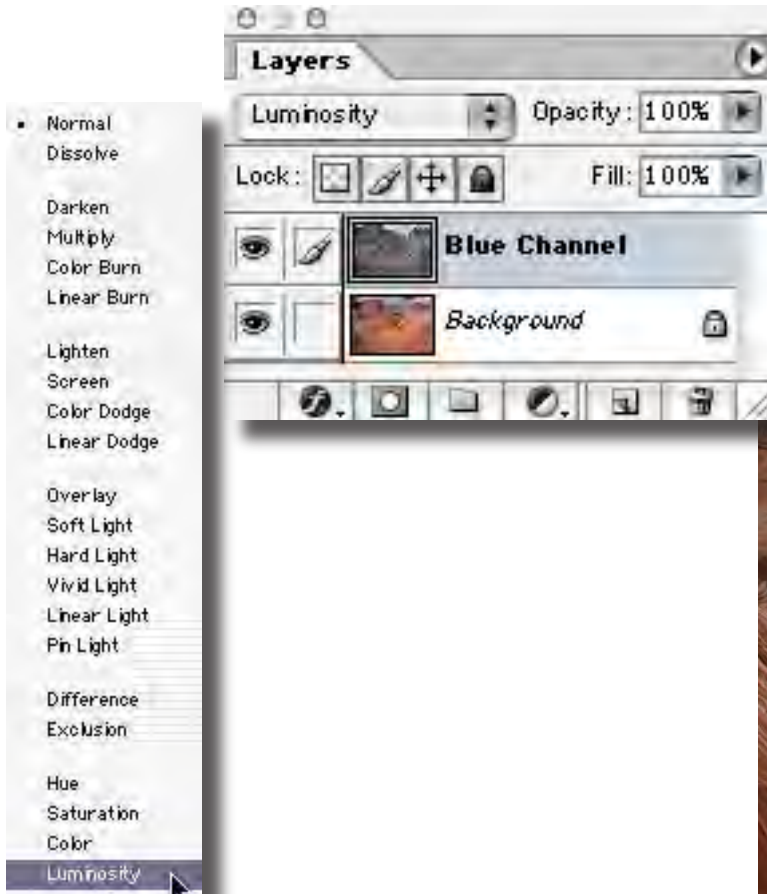 Normal
Dissolve
Darken
Multiply
Color Burn
Linear Burn
Lighten
Screen
Color Dodge
Linear Dodge
Overlay
Soft Light
Hard Light
Vivid Light
Linear Light
Pin Light
Difference
Exclusion
Hue
Saturation
Color
Luminosity
Layers
Luminosity Opacity: 100%
Lock: Fill: 100%
Blue Channel
Background